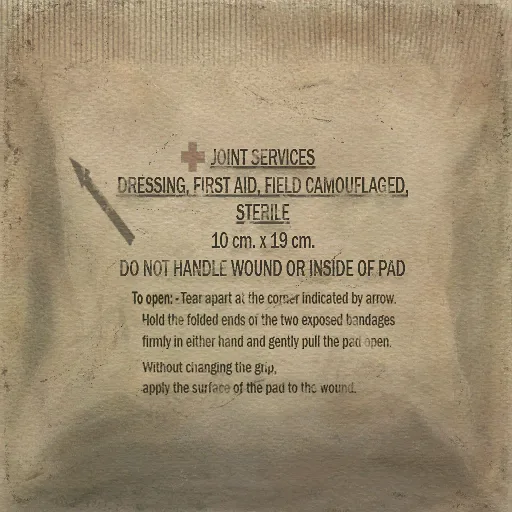 JOINT SERVICES
DRESSING, FIRST AID, FIELD CAMOUFLAGED,
STERILE
10 cm. x 19 cm.
DO NOT HANDLE WOUND OR INSIDE OF PAD
To open: - Tear apart at the corner indicated by arrow.
Hold the folded ends of the two exposed bandages
firmly in either hand and gently pull the pad open.
Without changing the grip,
apply the surface of the pad to the wound.